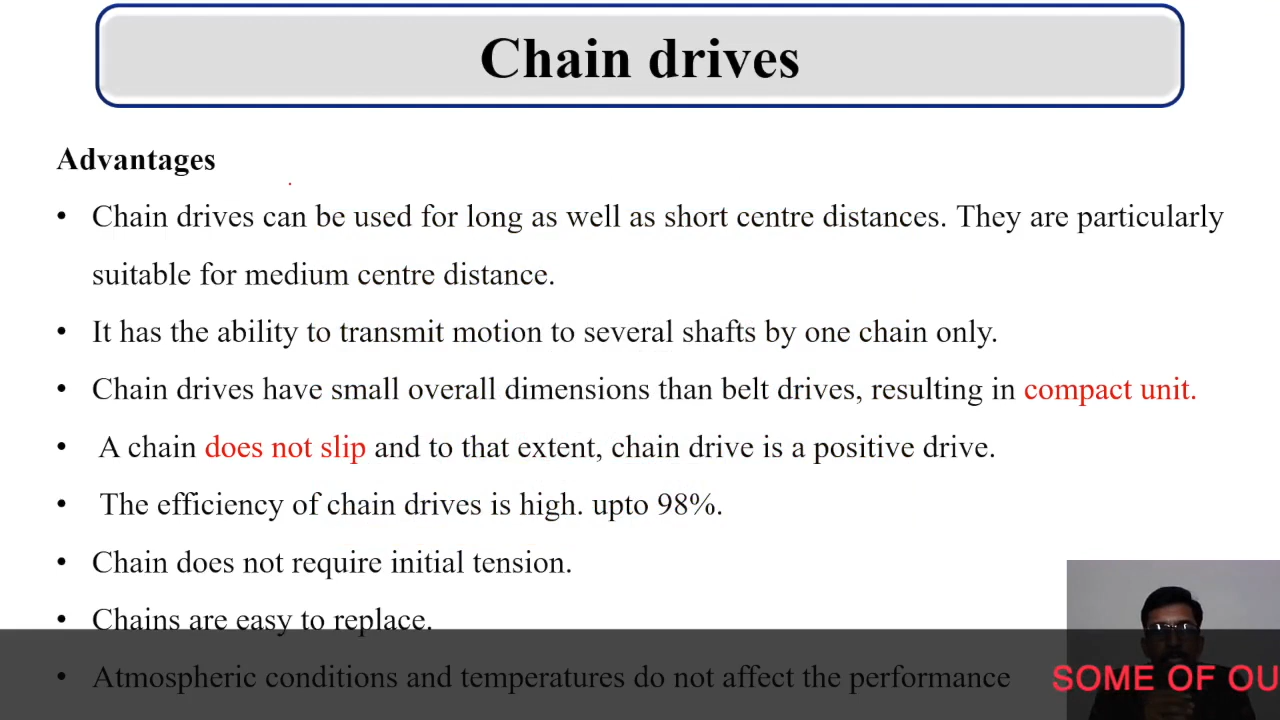 Chain drives
Advantages
• Chain drives can be used for long as well as short centre distances. They are particularly
suitable for medium centre distance.
• It has the ability to transmit motion to several shafts by one chain only.
• Chain drives have small overall dimensions than belt drives, resulting in compact unit.
• A chain does not slip and to that extent, chain drive is a positive drive.
• The efficiency of chain drives is high. upto 98%.
• Chain does not require initial tension.
• Chains are easy to replace.
• Atmospheric conditions and temperatures do not affect the performance
SOME OF OU